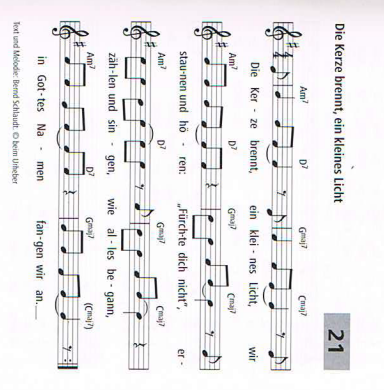 Die Kerze brennt, ein kleines Licht
21
Am7 D7 Gmaj7 Cmaj7
Die Ker - ze brennt, ein klei - nes Licht, wir
Am7 D7 Gmaj7 Cmaj7
stau-nen und hö - ren: „Fürch-te dich nicht", er -
Am7 D7 Gmaj7 Cmaj7
zäh-len und sin - gen, wie al-les be-gann,
Am7 D7 Gmaj7 (Cmaj7)
in Got-tes Na - men fan-gen wir an.
Text und Melodie: Bernd Schlaudt. © beim Urheber